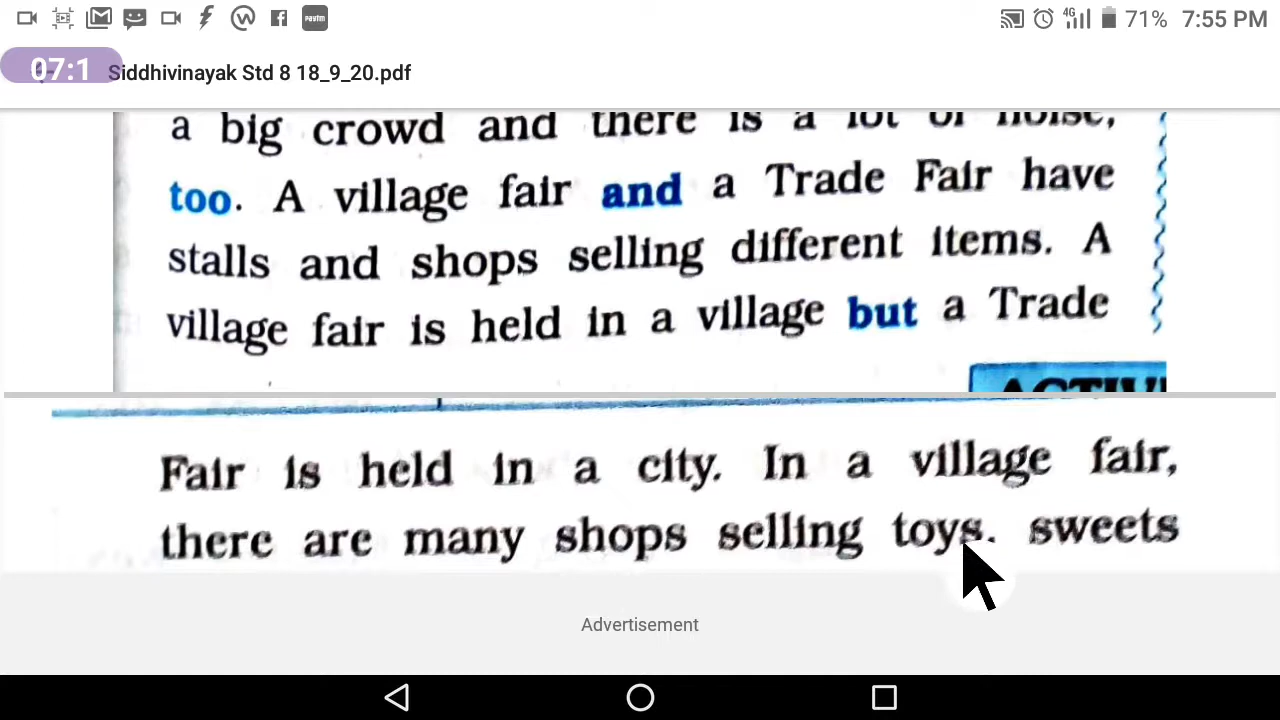 71% 7:55 PM
07:1 Siddhivinayak Std 8 18_9_20.pdf
a big crowd and there is a lot of noise,
too. A village fair and a Trade Fair have
stalls and shops selling different items. A
village fair is held in a village but a Trade
ACTIVI
Fair is held in a city. In a village fair,
there are many shops selling toys. sweets
Advertisement